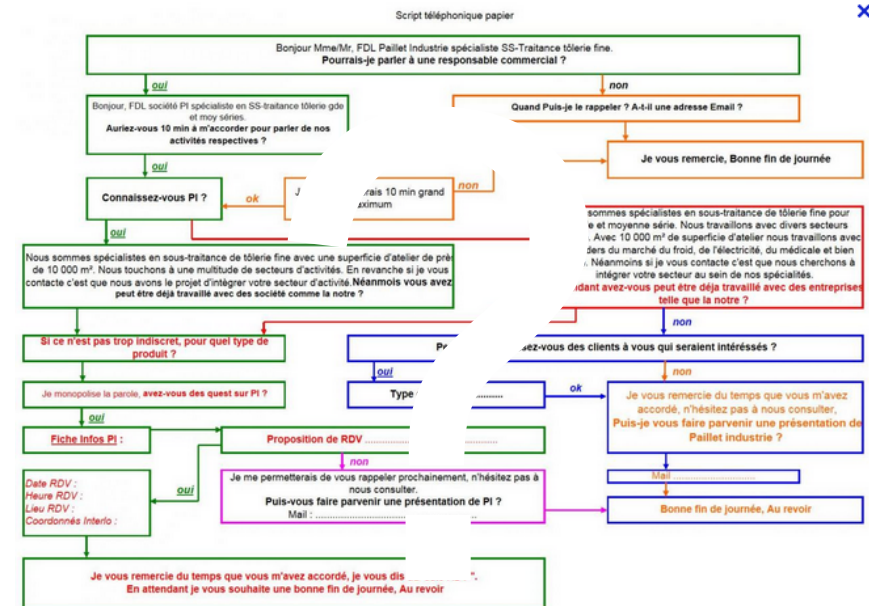 Script téléphonique papier
Bonjour Mme/Mr, FDL Paillet Industrie spécialiste SS-Traitance tôlerie fine.
Pourrais-je parler à une responsable commercial ?
oui
non
Bonjour, FDL société PI spécialiste en SS-traitance tôlerie gde
et moy séries.
Auriez-vous 10 min à m'accorder pour parler de nos
activités respectives ?
Quand Puis-je le rappeler ? A-t-il une adresse Email ?
oui
Je vous remercie, Bonne fin de journée
Connaissez-vous PI ?
ok
rais 10 min grand
aximum
non
oui
Nous sommes spécialistes en sous-traitance de tôlerie fine avec une superficie d'atelier de près
de 10 000 m². Nous touchons à une multitude de secteurs d'activités. En revanche si je vous
contacte c'est que nous avons le projet d'intégrer votre secteur d'activité. Néanmoins vous avez
peut être déjà travaillé avec des société comme la notre ?
sommes spécialistes en sous-traitance de tôlerie fine pour
e et moyenne série. Nous travaillons avec divers secteurs
. Avec 10 000 m² de superficie d'atelier nous travaillons avec
ders du marché du froid, de l'électricité, du médicale et bien
. Néanmoins si je vous contacte c'est que nous cherchons à
intégrer votre secteur au sein de nos spécialités.
ndant avez-vous peut être déja travaillé avec des entreprises
telle que la notre ?
non
Si ce n'est pas trop indiscret, pour quel type de
produit ?
sez-vous des clients à vous qui seraient intéréssés ?
oui
non
Je monopolise la parole, avez-vous des quest sur PI ?
Type ..........
ok
Je vous remercie du temps que vous m'avez
accordé, n'hésitez pas à nous consulter,
Puis-je vous faire parvenir une présentation de
Paillet industrie ?
oui
Fiche Infos PI :
Proposition de RDV ..........
non
Je me permetterais de vous rappeler prochainement, n'hésitez pas à
nous consulter.
Puis-vous faire parvenir une présentation de PI ?
Mail : ..........
oui
Date RDV :
Heure RDV :
Lieu RDV :
Coordonnés Interlo :
Mail ..........
Bonne fin de journée, Au revoir
Je vous remercie du temps que vous m'avez accordé, je vous dis ".
En attendant je vous souhaite une bonne fin de journée, Au revoir